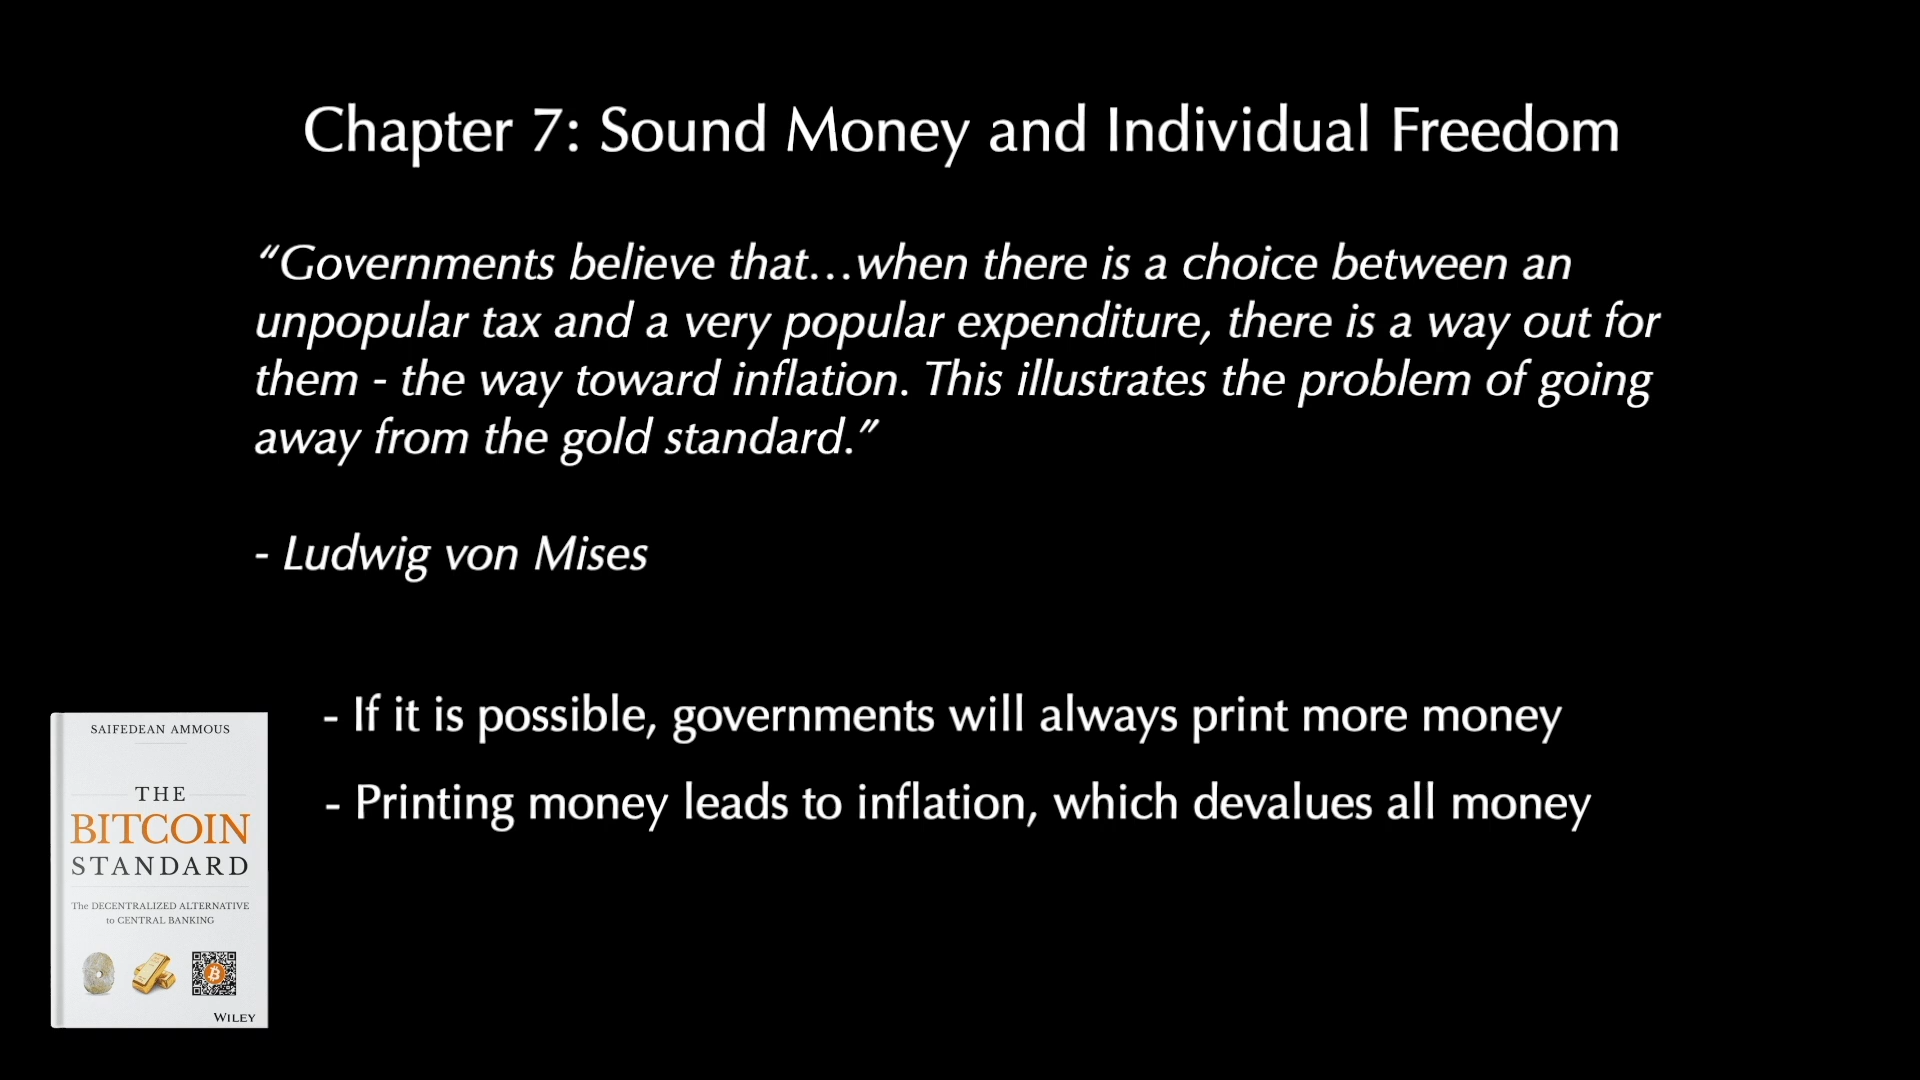 Chapter 7: Sound Money and Individual Freedom
“Governments believe that…when there is a choice between an
unpopular tax and a very popular expenditure, there is a way out for
them - the way toward inflation. This illustrates the problem of going
away from the gold standard.”
- Ludwig von Mises
- If it is possible, governments will always print more money
- Printing money leads to inflation, which devalues all money
SAIFEDEAN AMMOUS
THE
BITCOIN
STANDARD
The DECENTRALIZED ALTERNATIVE
to CENTRAL BANKING
WILEY